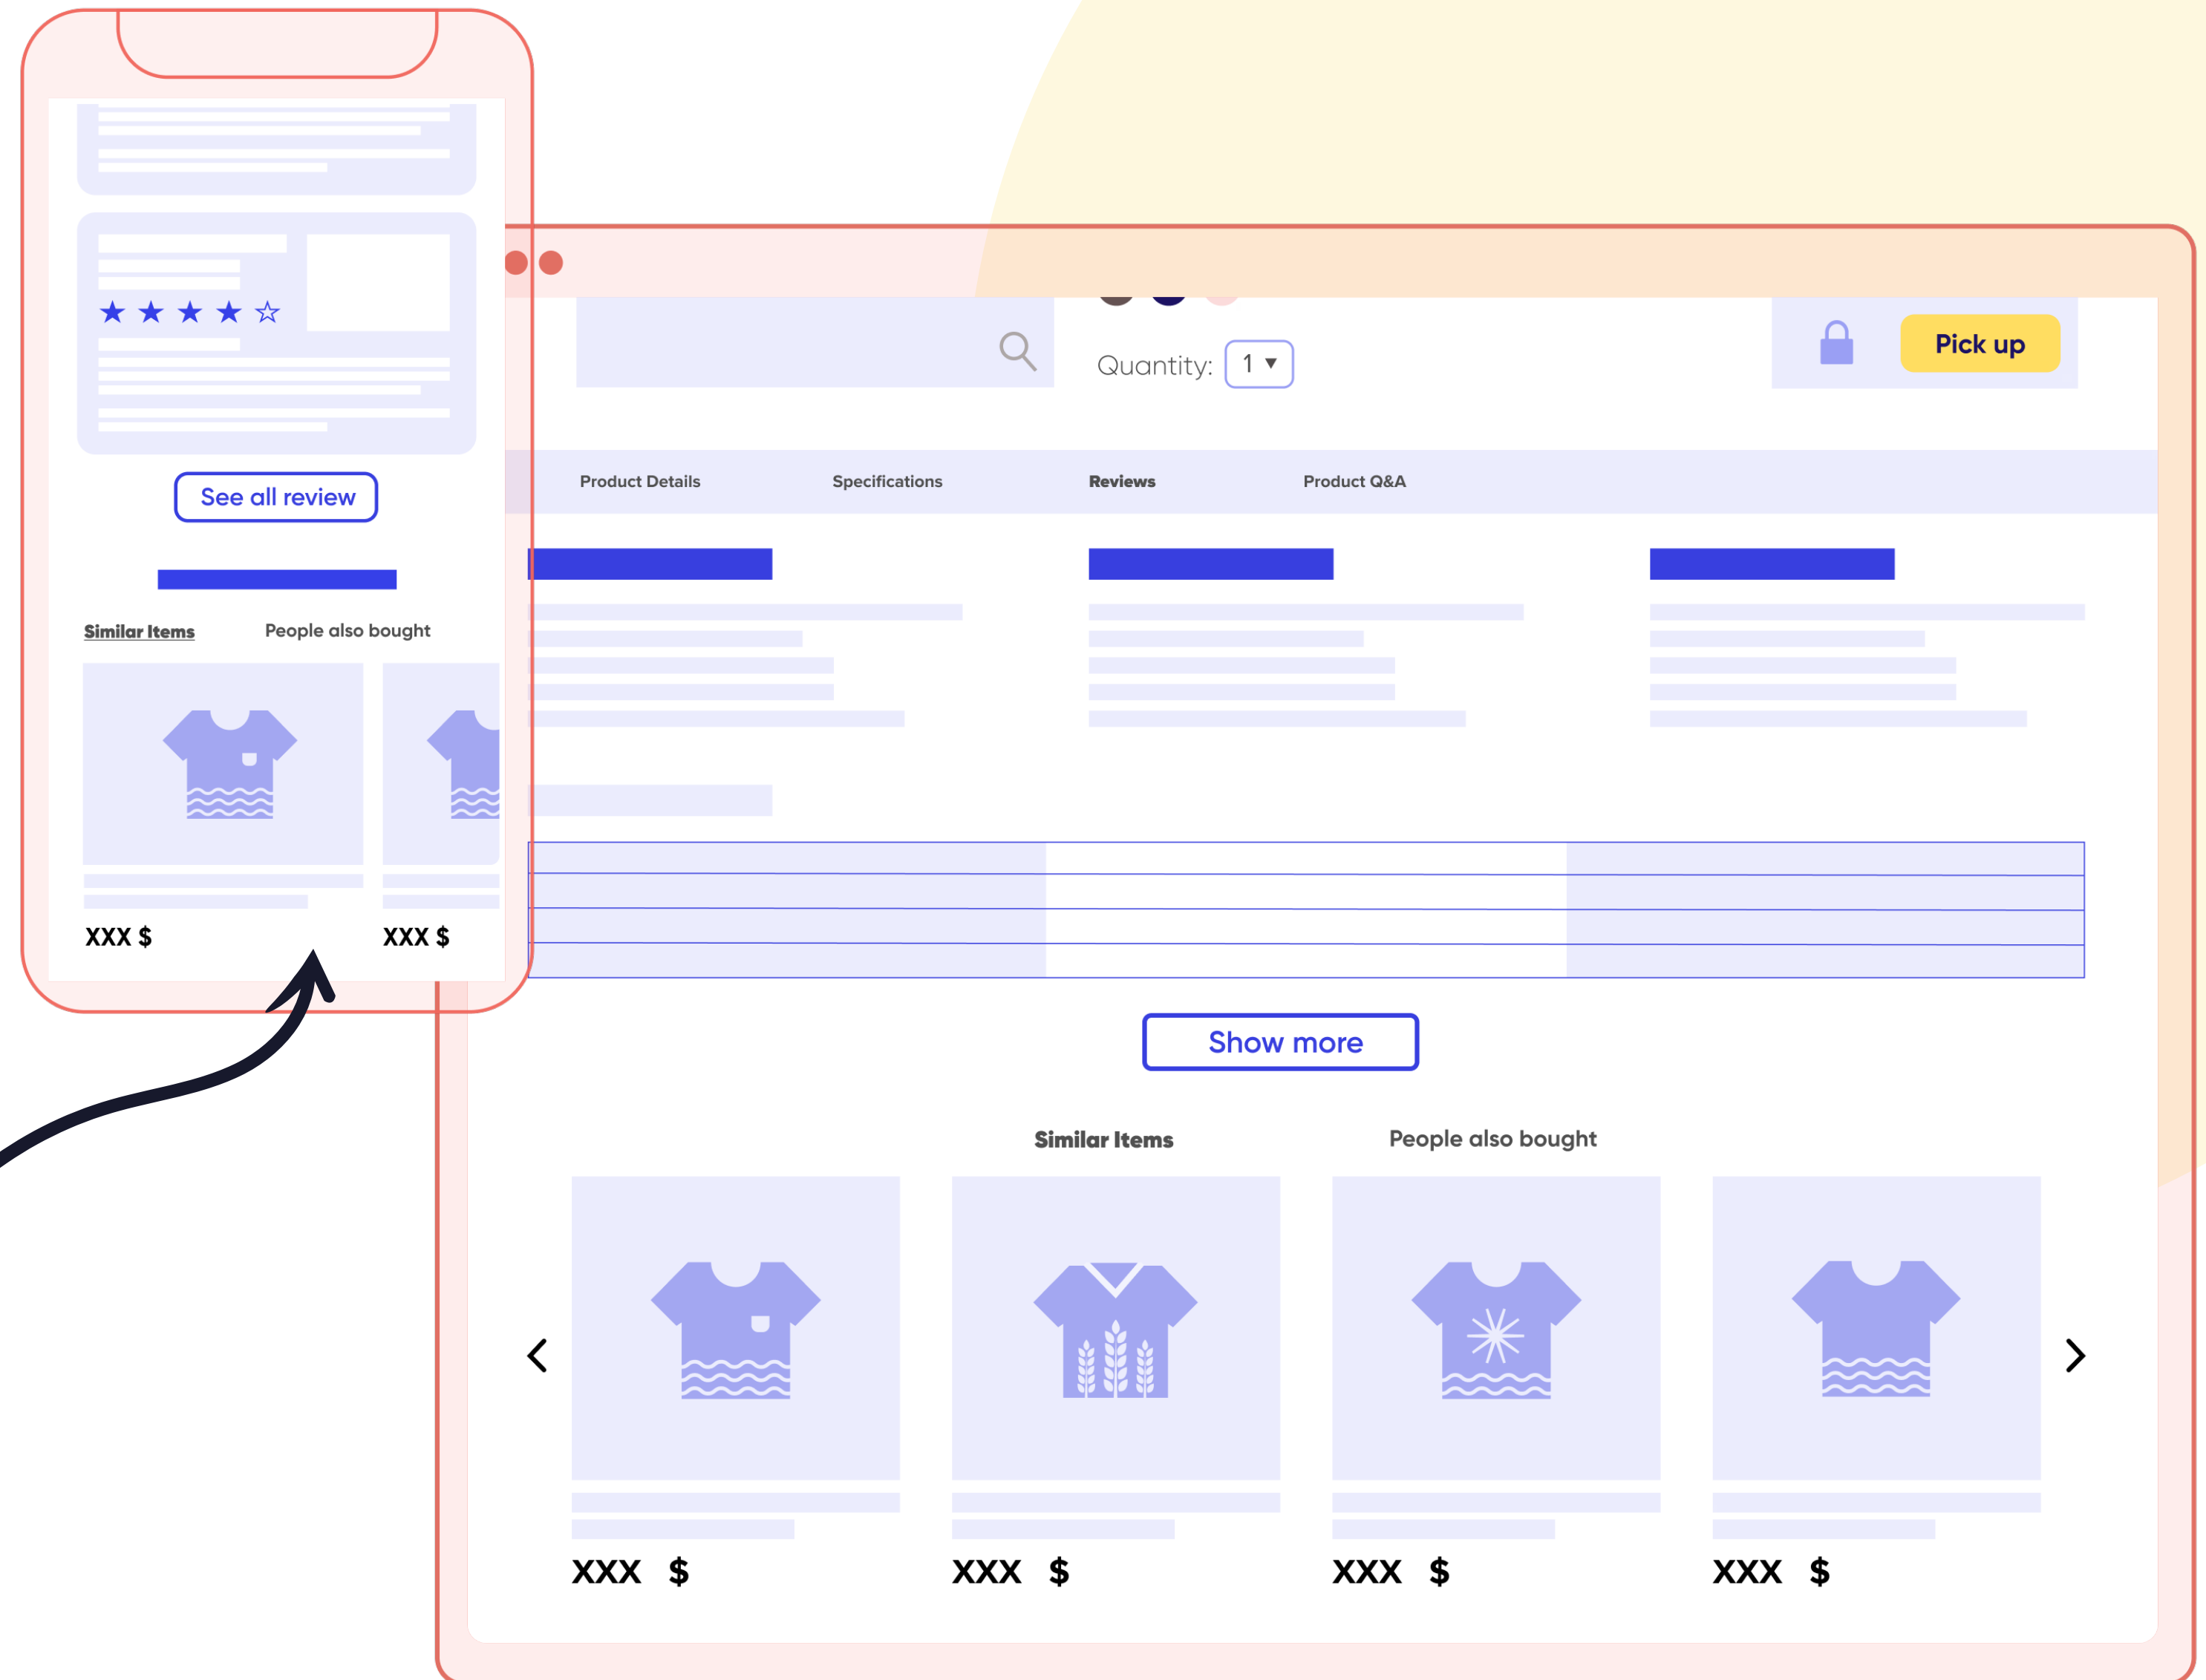 See all review
Similar Items People also bought
XXX $ XXX $
Quantity: 1
Pick up
Product Details Specifications Reviews Product Q&A
Show more
Similar Items People also bought
XXX $ XXX $ XXX $ XXX $